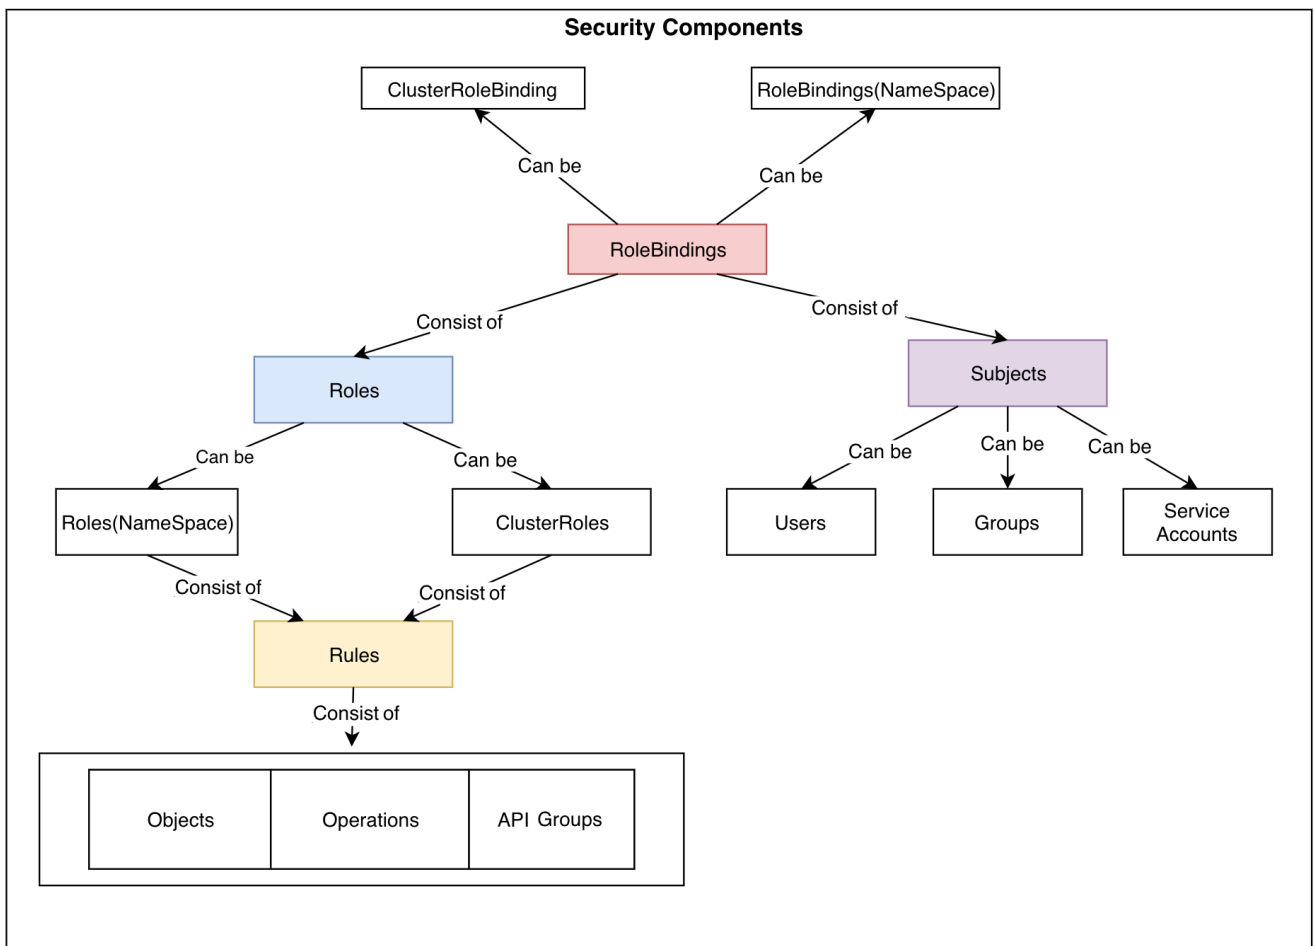 Security Components
ClusterRoleBinding
RoleBindings(NameSpace)
Can be
Can be
RoleBindings
Consist of
Consist of
Roles
Subjects
Can be
Can be
Can be
Can be
Can be
Roles(NameSpace)
ClusterRoles
Users
Groups
Service
Accounts
Consist of
Consist of
Rules
Consist of
Objects
Operations
API Groups